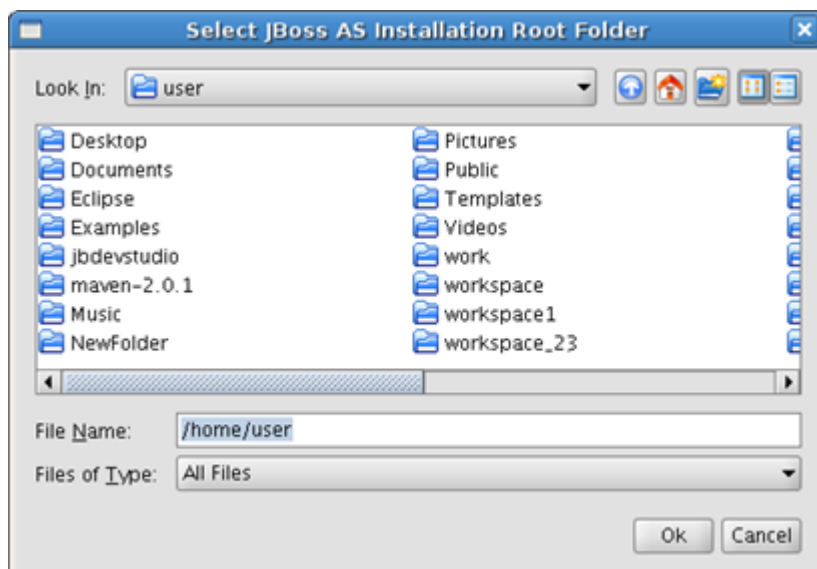 Select JBoss AS Installation Root Folder
Look In: user
Desktop
Documents
Eclipse
Examples
jbdevstudio
maven-2.0.1
Music
NewFolder
Pictures
Public
Templates
Videos
work
workspace
workspace1
workspace_23
File Name: /home/user
Files of Type: All Files
Ok Cancel